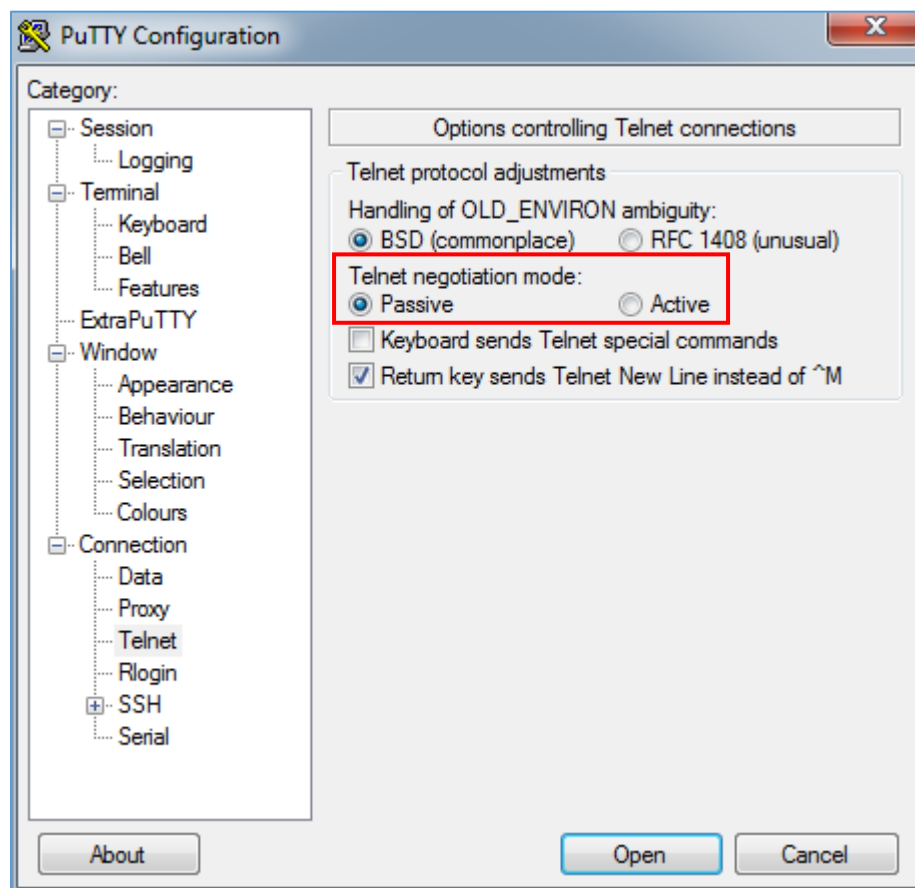 PuTTY Configuration
X
Category:
Session
Logging
Terminal
Keyboard
Bell
Features
ExtraPuTTY
Window
Appearance
Behaviour
Translation
Selection
Colours
Connection
Data
Proxy
Telnet
Rlogin
SSH
Serial
Options controlling Telnet connections
Telnet protocol adjustments
Handling of OLD_ENVIRON ambiguity:
BSD (commonplace) RFC 1408 (unusual)
Telnet negotiation mode:
Passive Active
Keyboard sends Telnet special commands
Return key sends Telnet New Line instead of ^M
About Open Cancel